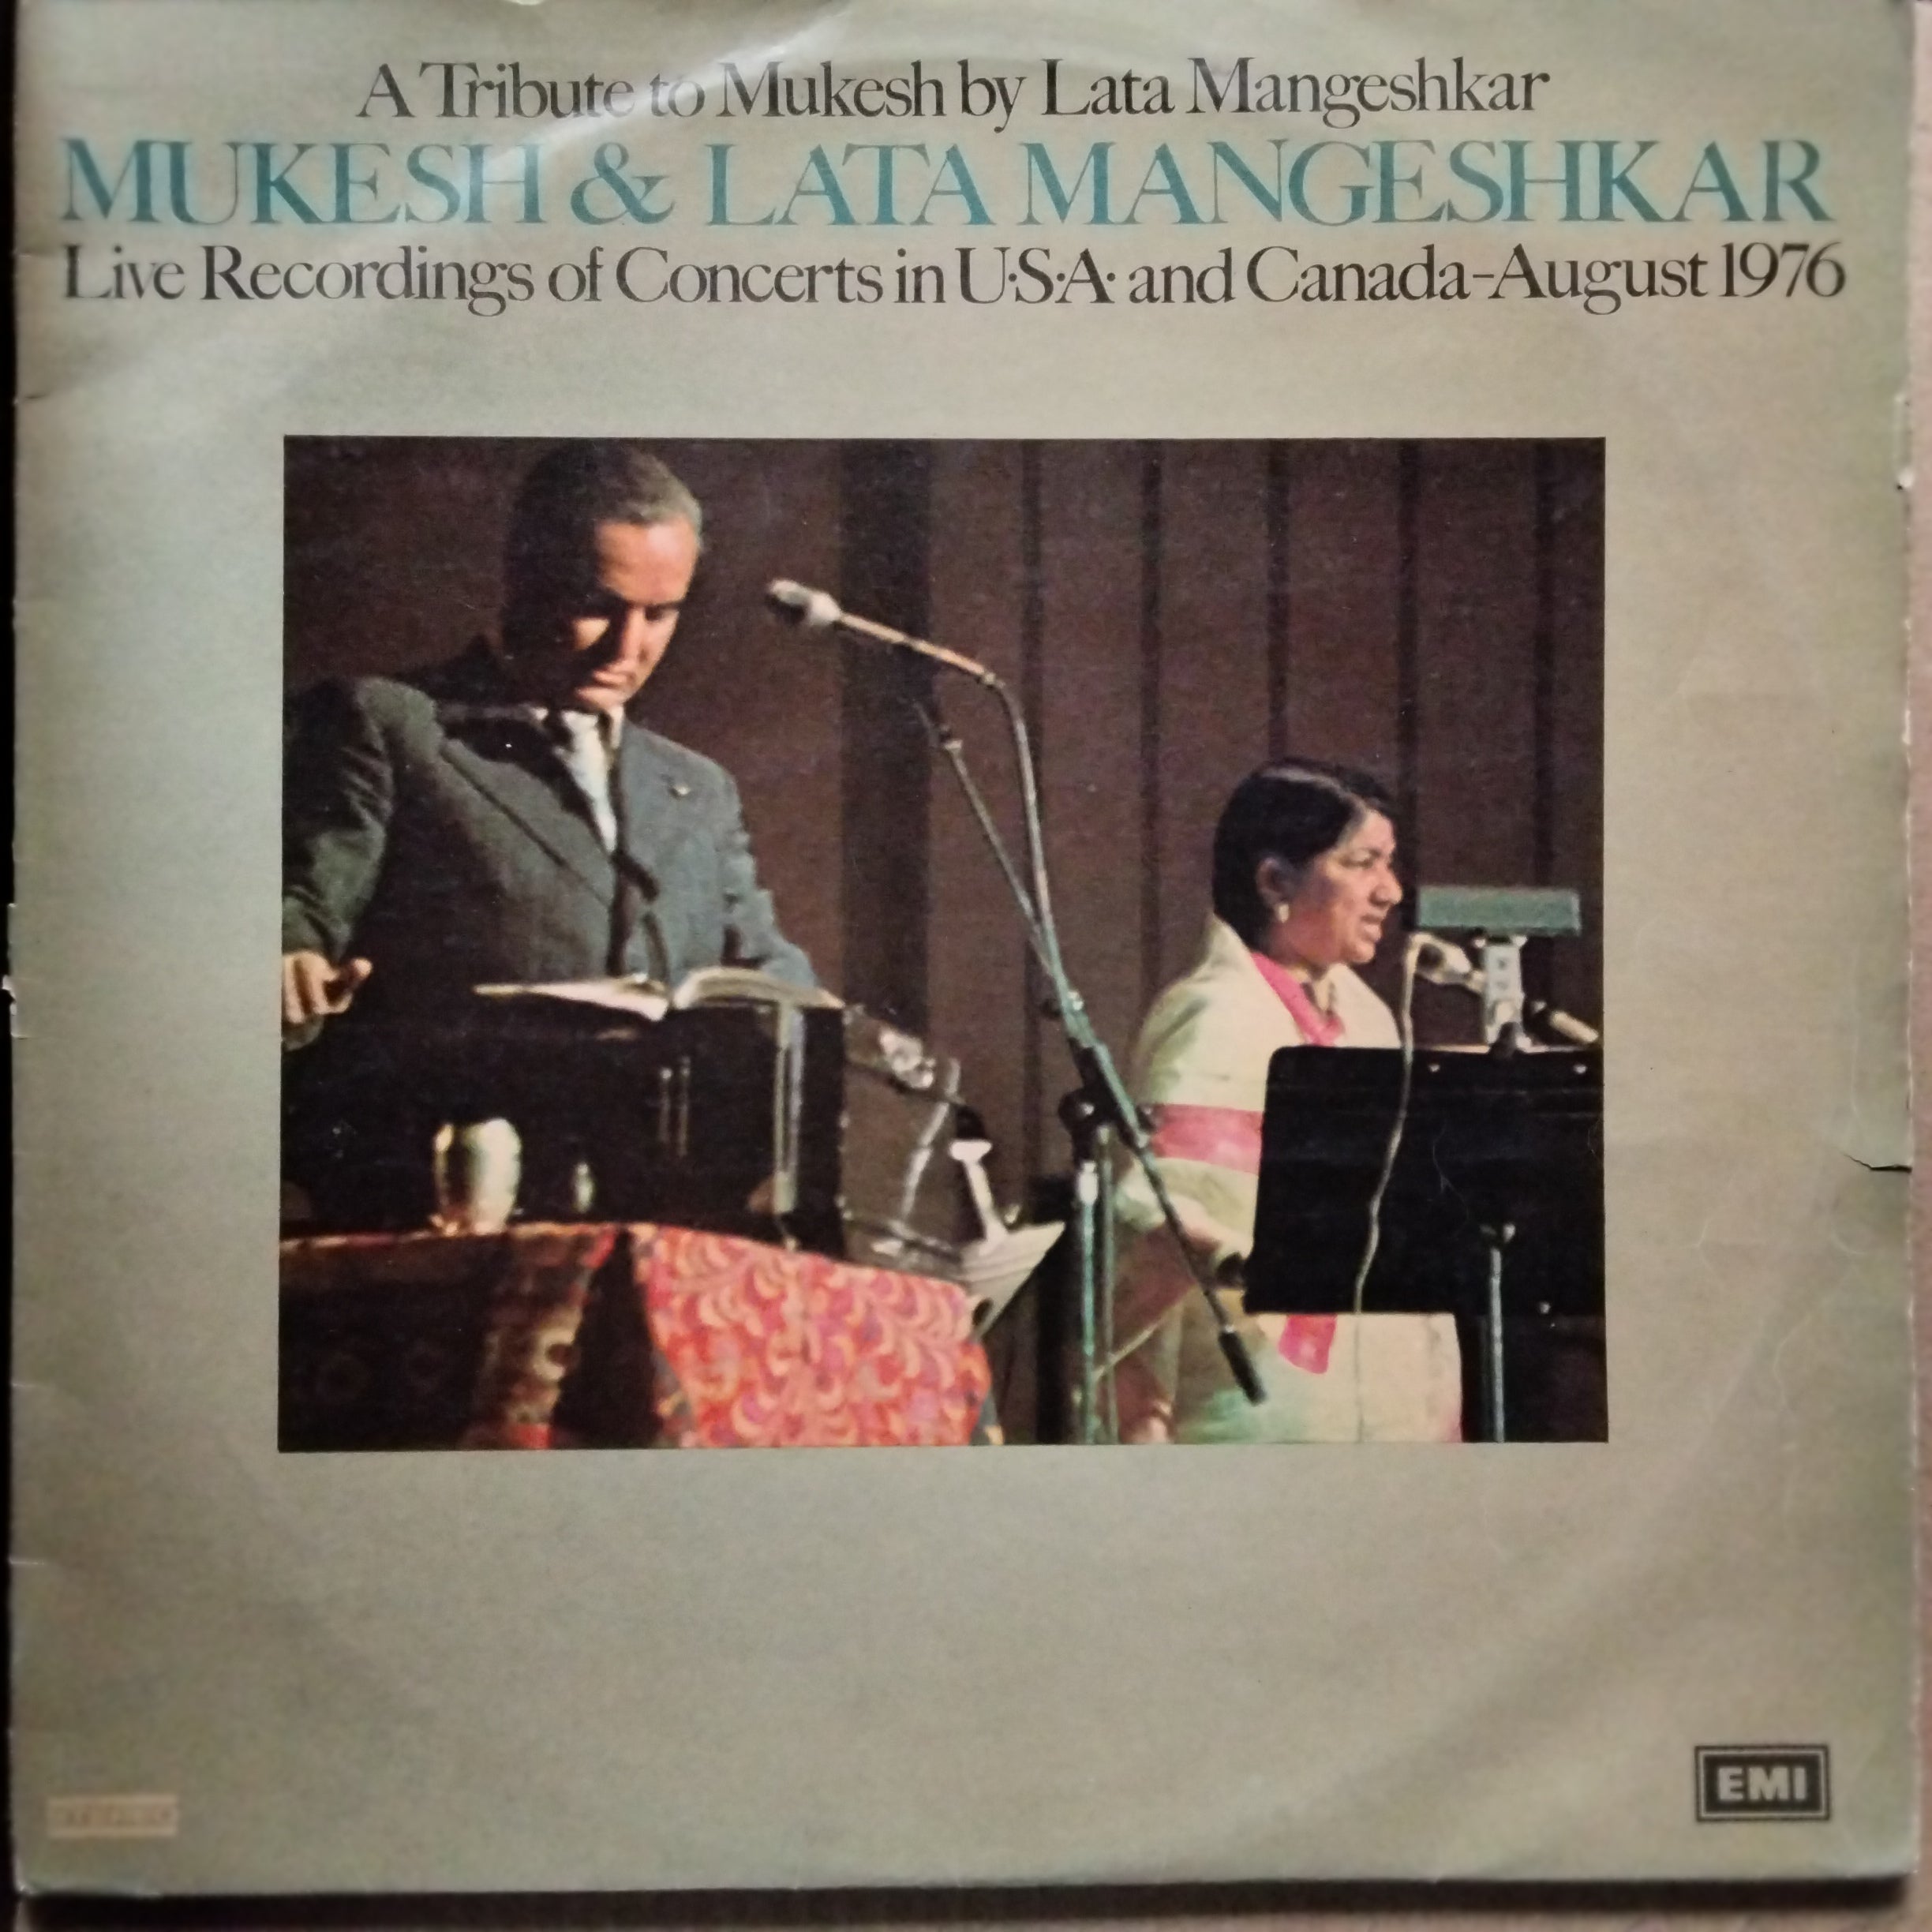 A Tribute to Mukesh by Lata Mangeshkar
MUKESH & LATA MANGESHKAR
Live Recordings of Concerts in U·S·A· and Canada-August 1976
EMI